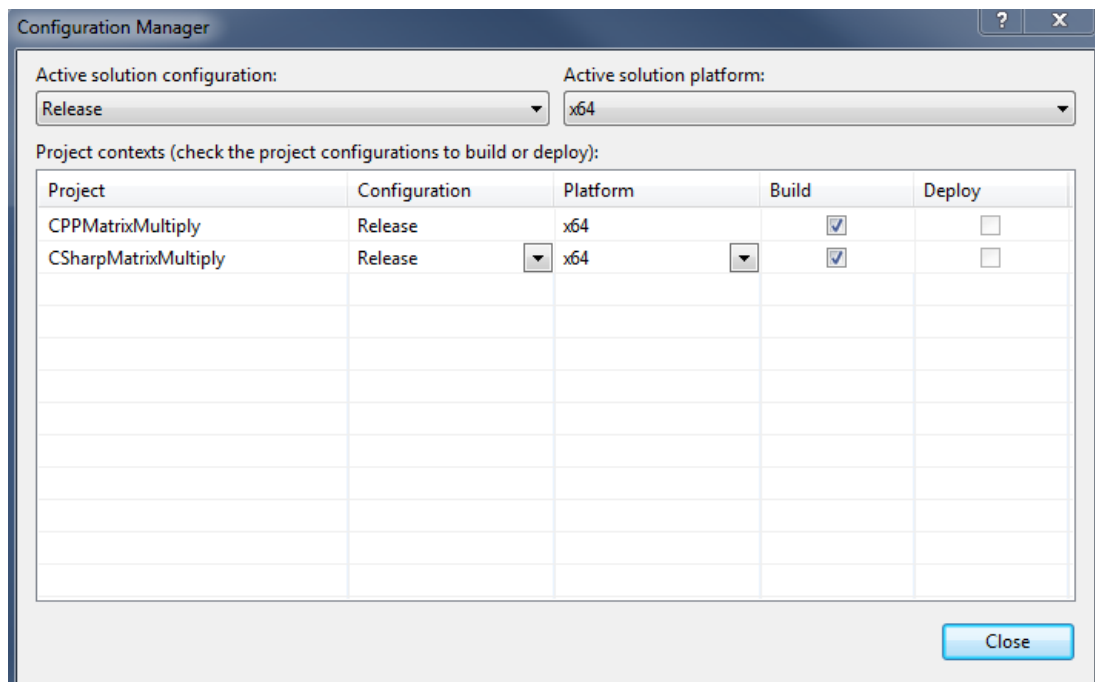 Configuration Manager
? X
Active solution configuration: Active solution platform:
Release x64
Project contexts (check the project configurations to build or deploy):
Project Configuration Platform Build Deploy
CPPMatrixMultiply Release x64
CSharpMatrixMultiply Release x64
Close